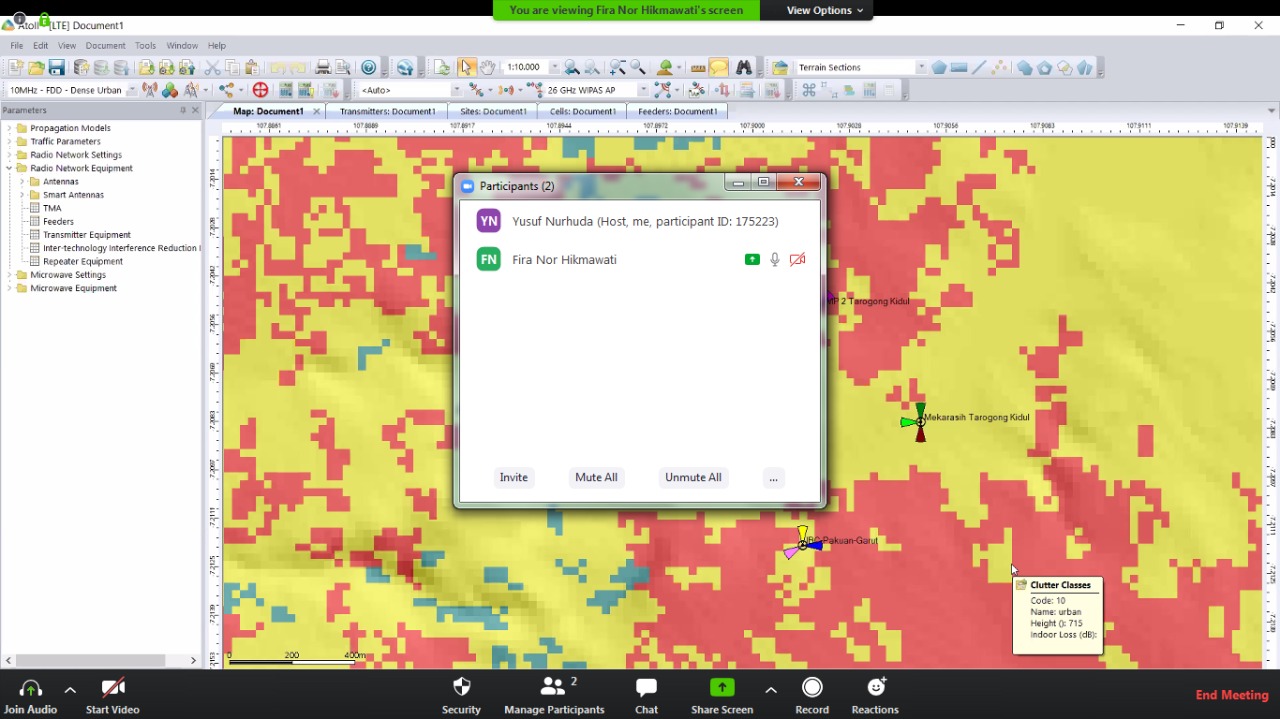 You are viewing Fira Nor Hikmawati's screen
View Options
[LTE] Document1
File Edit View Document Tools Window Help
1:10.000
Terrain Sections
10MHz - FDD - Dense Urban
<Auto>
26 GHz WIPAS AP
Parameters
Map: Document1
Transmitters: Document1
Sites: Document1
Cells: Document1
Feeders: Document1
107.8861 107.8889 107.8917 107.8944 107.8972 107.9000 107.9028 107.9056 107.9083 107.9111 107.9139
Propagation Models
Traffic Parameters
Radio Network Settings
Radio Network Equipment
Antennas
Smart Antennas
TMA
Feeders
Transmitter Equipment
Inter-technology Interference Reduction
Repeater Equipment
Microwave Settings
Microwave Equipment
Participants (2)
YN Yusuf Nurhuda (Host, me, participant ID: 175223)
FN Fira Nor Hikmawati
Invite
Mute All
Unmute All
...
2 Tarogong Kidul
Mekarasih Tarogong Kidul
Pakuan-Garut
Clutter Classes
Code: 10
Name: urban
Height (): 715
Indoor Loss (dB):
200 400m
Join Audio
Start Video
Security
2
Manage Participants
Chat
Share Screen
Record
Reactions
End Meeting